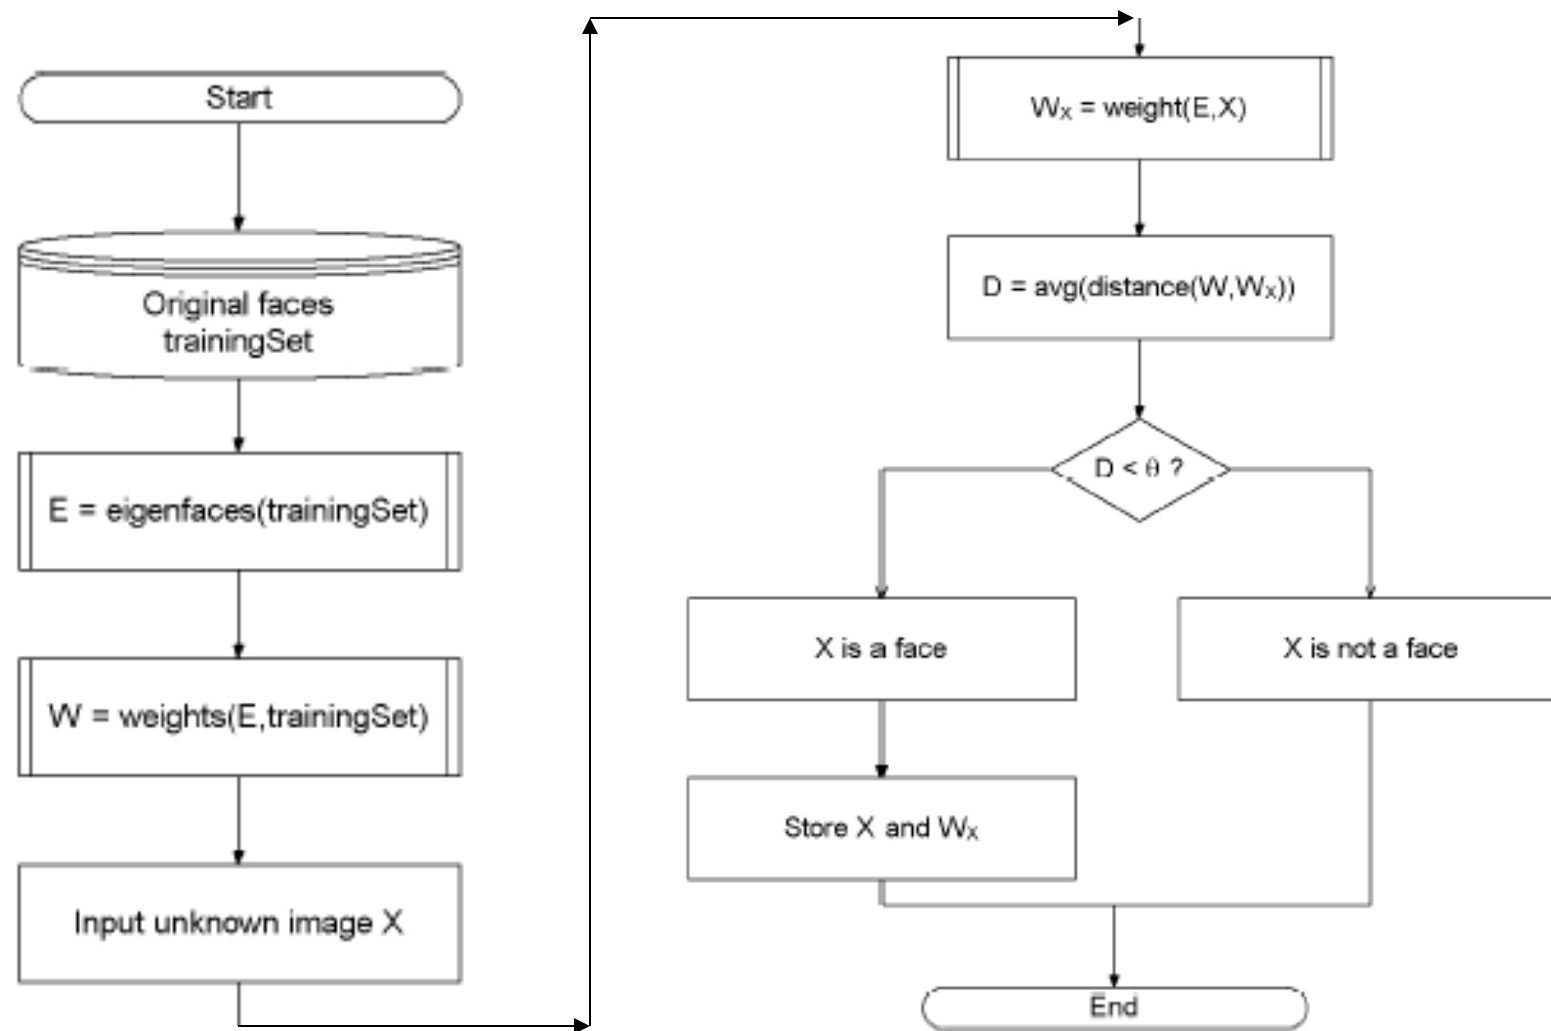 Start
Original faces
trainingSet
E = eigenfaces(trainingSet)
W = weights(E,trainingSet)
Input unknown image X
Wx = weight(E,X)
D = avg(distance(W,Wx))
D < θ ?
X is a face
X is not a face
Store X and Wx
End